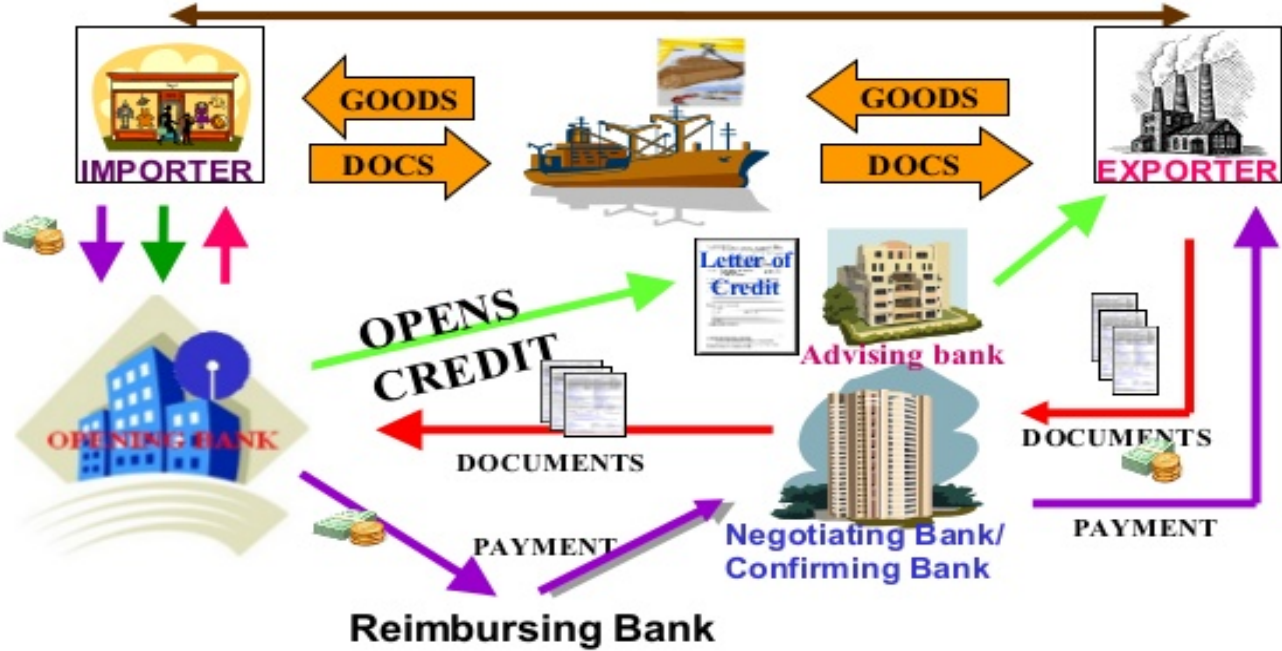 GOODS
GOODS
DOCS
DOCS
IMPORTER
EXPORTER
Letter of
Credit
OPENS
CREDIT
Advising bank
OPENING BANK
DOCUMENTS
DOCUMENTS
PAYMENT
PAYMENT
Negotiating Bank/
Confirming Bank
Reimbursing Bank